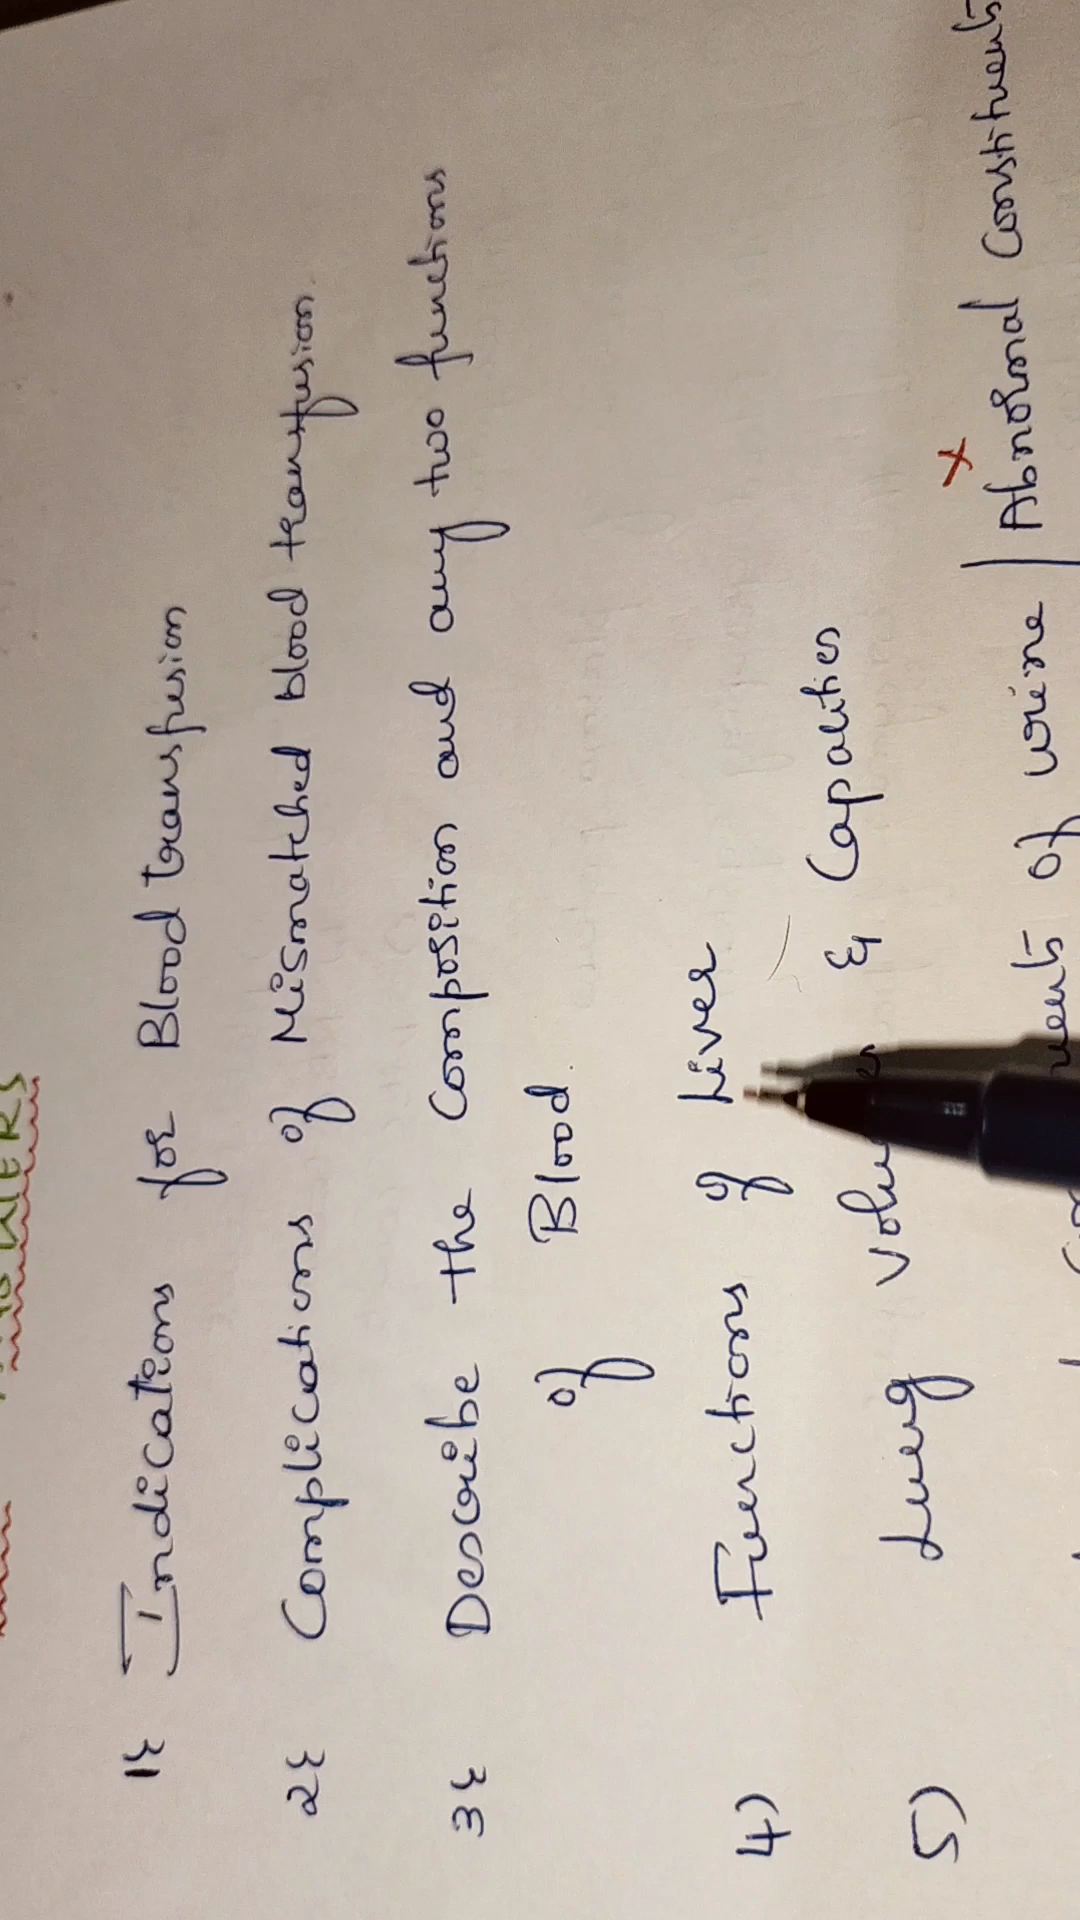 1} Indications for Blood transfusion
2} Complications of Mismatched blood transfusion.
3} Describe the Composition and any two functions
of Blood.
4) Functions of Liver
5) Lung volumes & Capacities
of urine / Abnormal constituents
x